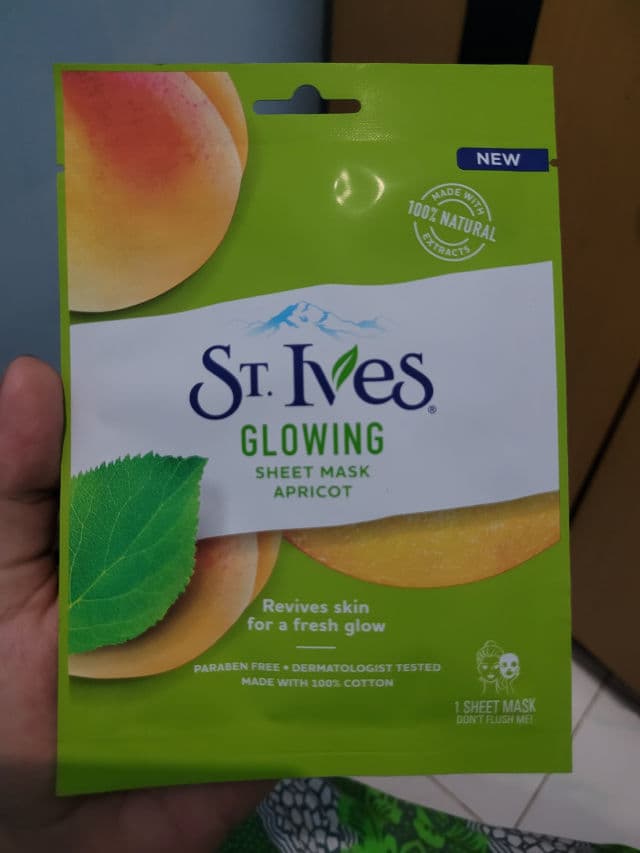 NEW
MADE WITH
100% NATURAL
EXTRACTS
ST. IVES®
GLOWING
SHEET MASK
APRICOT
Revives skin
for a fresh glow
PARABEN FREE • DERMATOLOGIST TESTED
MADE WITH 100% COTTON
1 SHEET MASK
DON'T FLUSH ME!